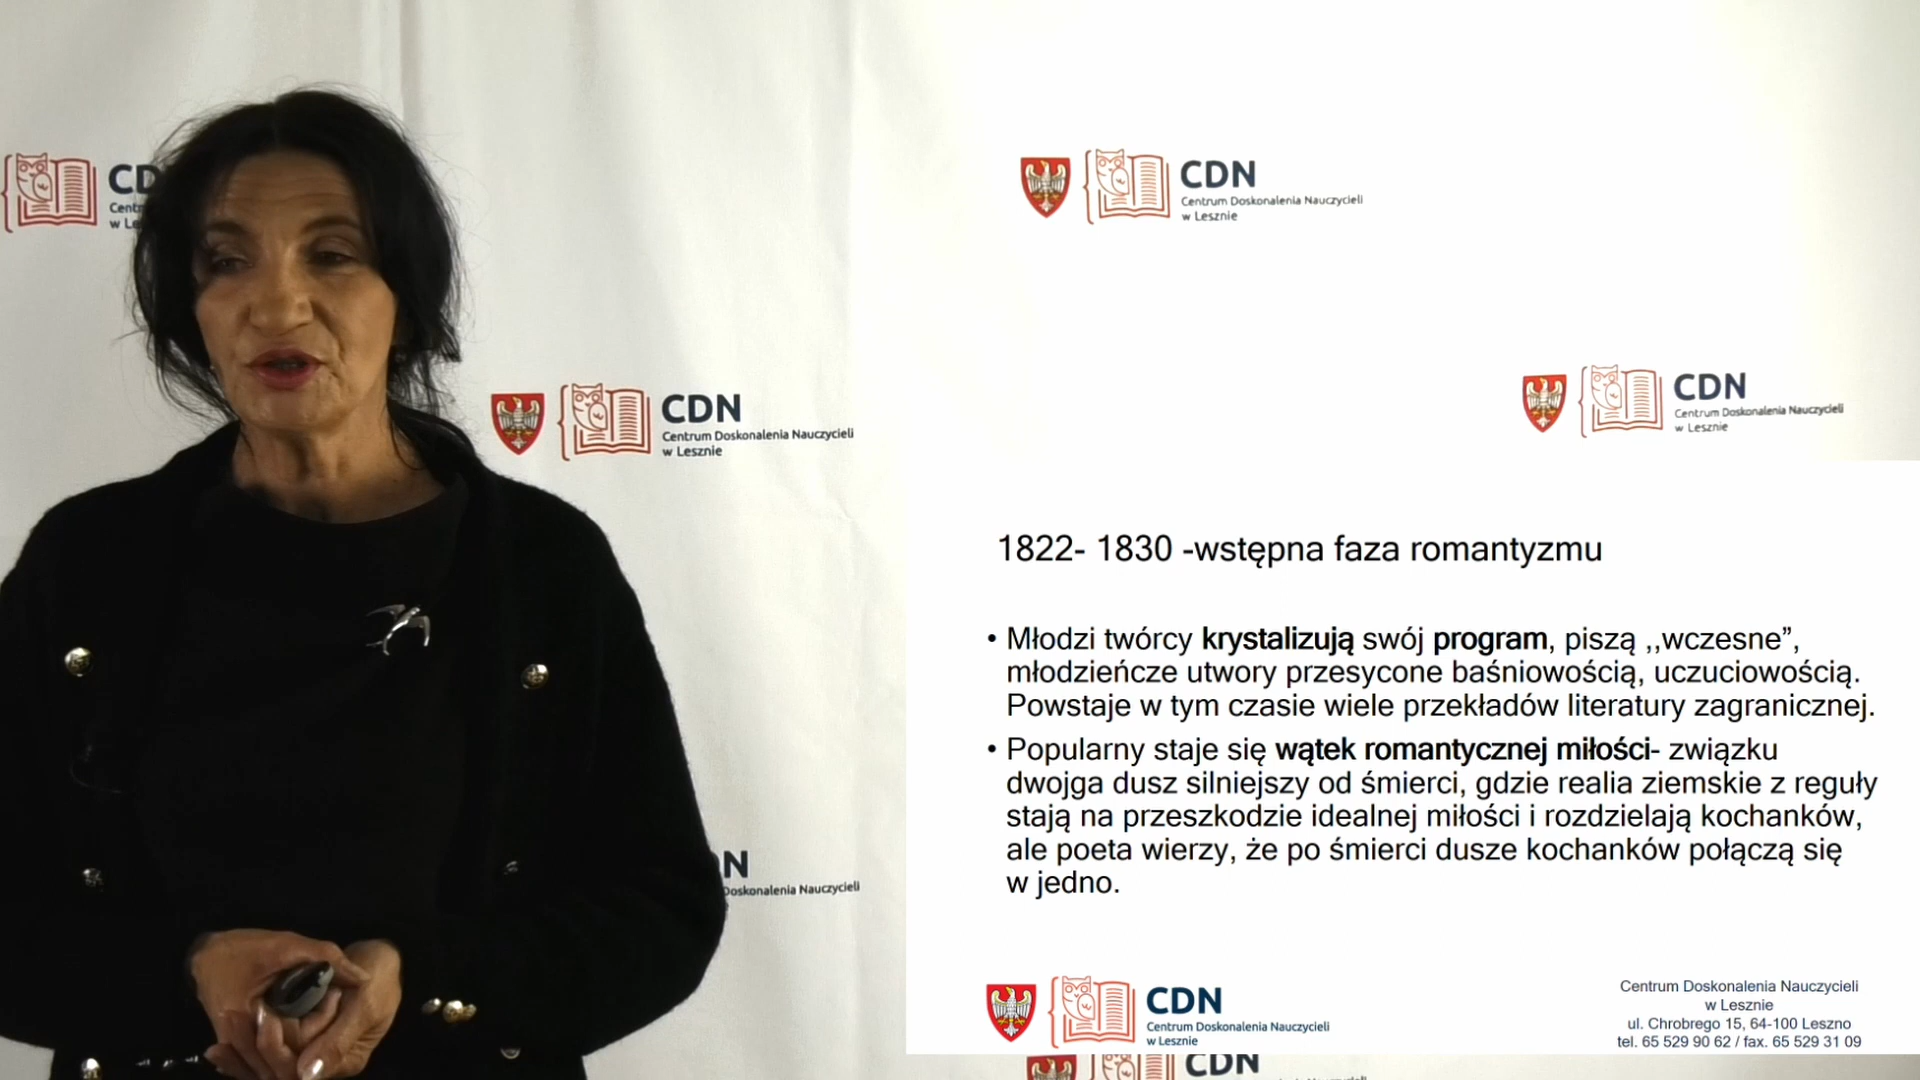 CDN
Centrum Doskonalenia Nauczycieli
w Lesznie
CDN
Centrum Doskonalenia Nauczycieli
w Lesznie
CDN
Centrum Doskonalenia Nauczycieli
w Lesznie
Doskonalenia Nauczycieli
1822- 1830 -wstępna faza romantyzmu
• Młodzi twórcy krystalizują swój program, piszą ,,wczesne”,
młodzieńcze utwory przesycone baśniowością, uczuciowością.
Powstaje w tym czasie wiele przekładów literatury zagranicznej.
• Popularny staje się wątek romantycznej miłości- związku
dwojga dusz silniejszy od śmierci, gdzie realia ziemskie z reguły
stają na przeszkodzie idealnej miłości i rozdzielają kochanków,
ale poeta wierzy, że po śmierci dusze kochanków połączą się
w jedno.
CDN
Centrum Doskonalenia Nauczycieli
w Lesznie
Centrum Doskonalenia Nauczycieli
w Lesznie
ul. Chrobrego 15, 64-100 Leszno
tel. 65 529 90 62 / fax. 65 529 31 09
CDN